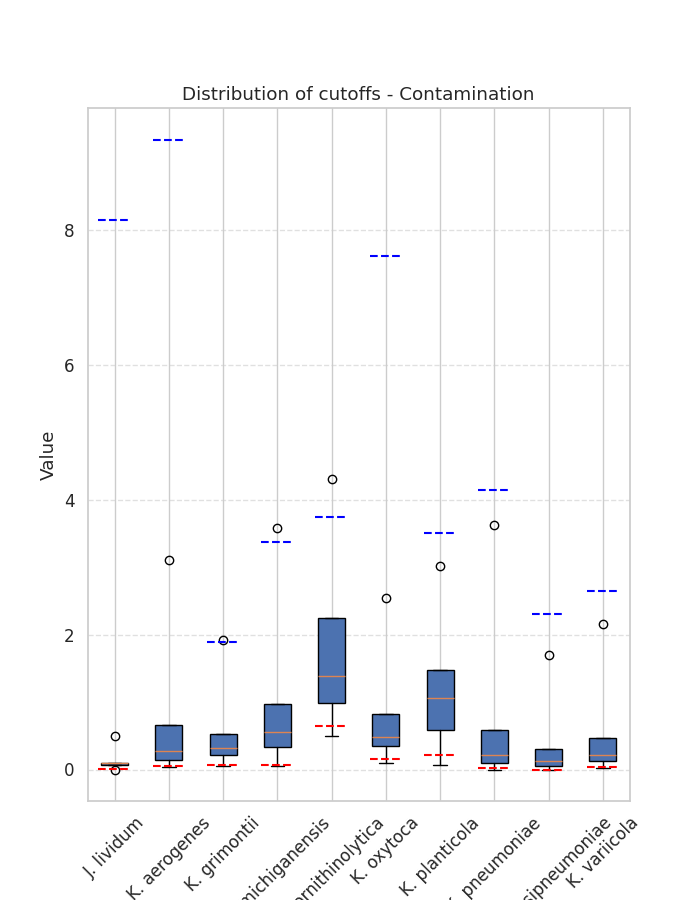 Distribution of cutoffs - Contamination
Value
8
6
4
2
0
J. lividum
K. aerogenes
K. grimontii
michiganensis
ornithinolytica
K. oxytoca
K. planticola
pneumoniae
sipneumoniae
K. variicola